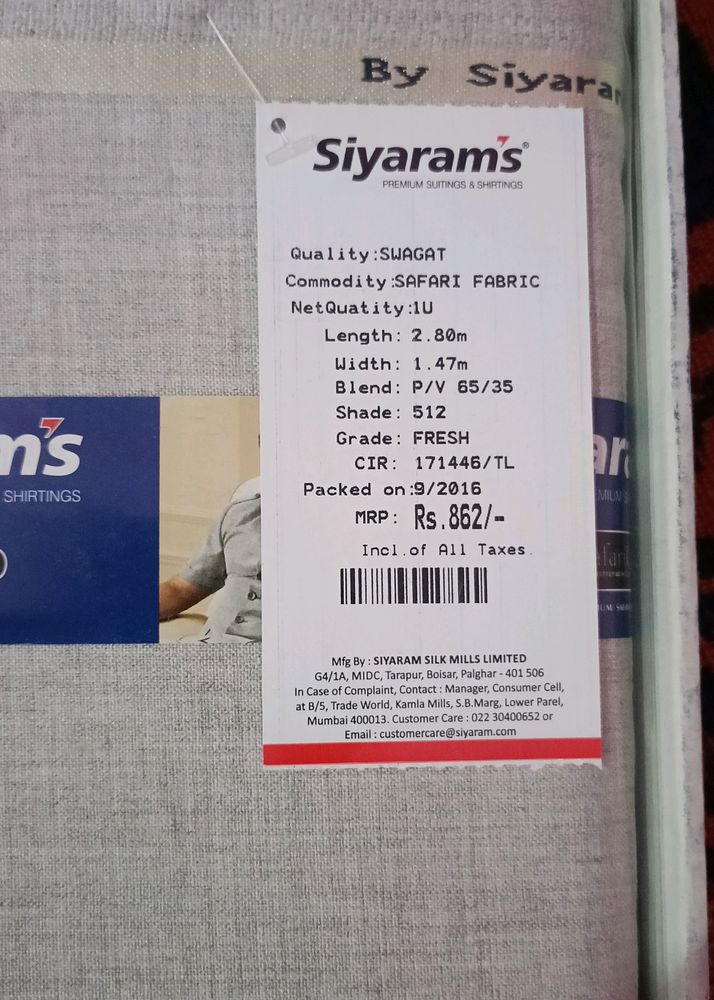 By Siyaram
Siyaram's®
PREMIUM SUITINGS & SHIRTINGS
Quality:SWAGAT
Commodity:SAFARI FABRIC
NetQuatity:1U
Length: 2.80m
Width: 1.47m
Blend: P/V 65/35
Shade: 512
Grade: FRESH
CIR: 171446/TL
Packed on:9/2016
MRP: Rs.862/-
Incl.of All Taxes.
Mfg By : SIYARAM SILK MILLS LIMITED
G4/1A, MIDC, Tarapur, Boisar, Palghar - 401 506
In Case of Complaint, Contact : Manager, Consumer Cell,
at B/5, Trade World, Kamla Mills, S.B.Marg, Lower Parel,
Mumbai 400013. Customer Care : 022 30400652 or
Email : customercare@siyaram.com
m's
SHIRTINGS